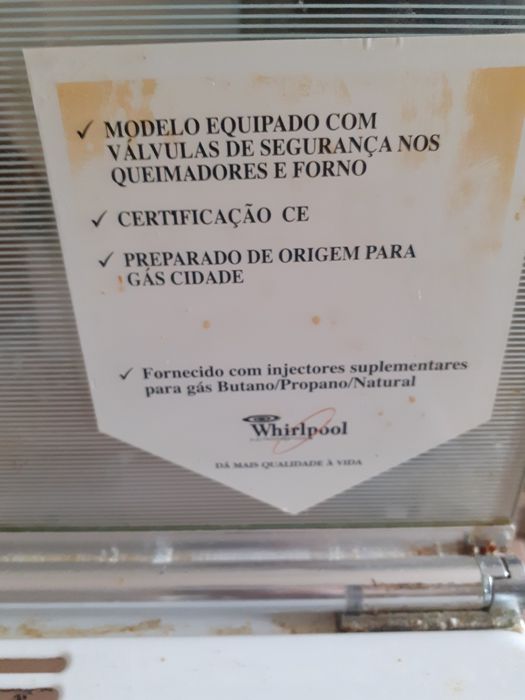 ✓ MODELO EQUIPADO COM
VÁLVULAS DE SEGURANÇA NOS
QUEIMADORES E FORNO
✓ CERTIFICAÇÃO CE
✓ PREPARADO DE ORIGEM PARA
GÁS CIDADE
✓ Fornecido com injectores suplementares
para gás Butano/Propano/Natural
Whirlpool
DÁ MAIS QUALIDADE À VIDA